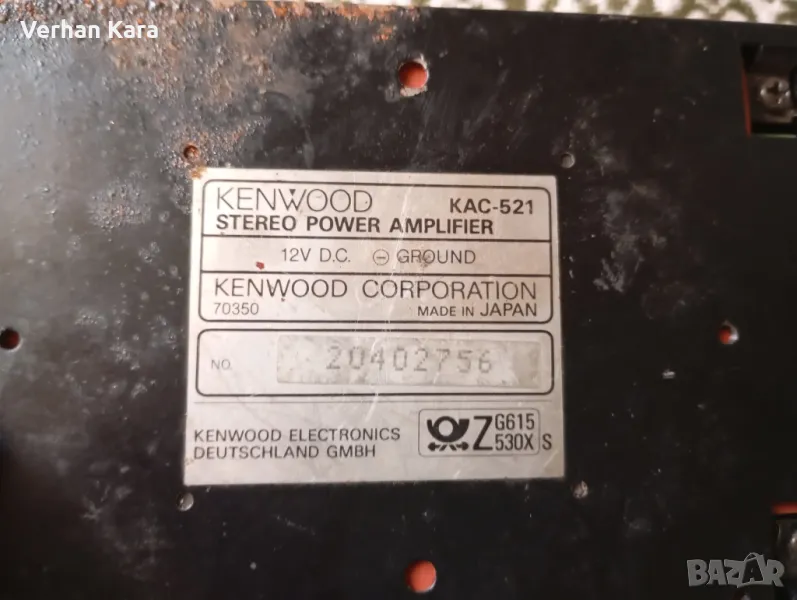 Verhan Kara
KENWOOD KAC-521
STEREO POWER AMPLIFIER
12V D.C. ⊖ GROUND
KENWOOD CORPORATION
70350 MADE IN JAPAN
NO. 20402756
KENWOOD ELECTRONICS
DEUTSCHLAND GMBH
Z G615
530X S
BAZAR